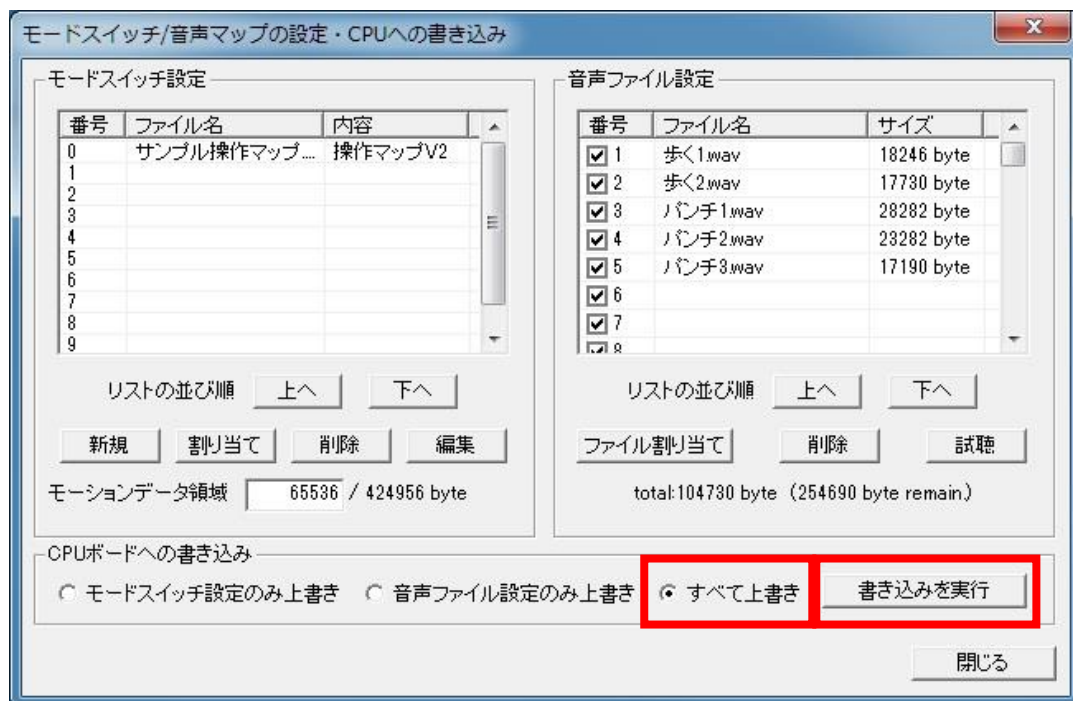 モードスイッチ/音声マップの設定・CPUへの書き込み
モードスイッチ設定
番号 ファイル名 内容
0 サンプル操作マップ... 操作マップV2
1
2
3
4
5
6
7
8
9
リストの並び順 上へ 下へ
新規 割り当て 削除 編集
モーションデータ領域 65536 / 424956 byte
音声ファイル設定
番号 ファイル名 サイズ
1 歩く1.wav 18246 byte
2 歩く2.wav 17730 byte
3 パンチ1.wav 28282 byte
4 パンチ2.wav 23282 byte
5 パンチ3.wav 17190 byte
6
7
8
リストの並び順 上へ 下へ
ファイル割り当て 削除 試聴
total:104730 byte (254690 byte remain.)
CPUボードへの書き込み
モードスイッチ設定のみ上書き 音声ファイル設定のみ上書き すべて上書き 書き込みを実行
閉じる